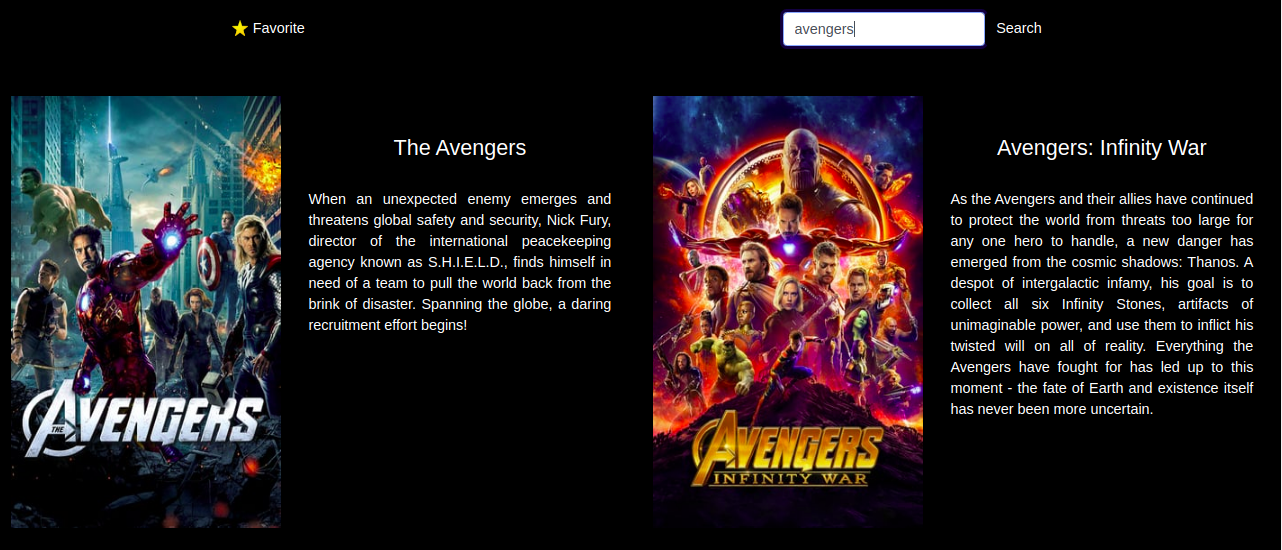 Favorite
avengers
Search
The Avengers
When an unexpected enemy emerges and
threatens global safety and security, Nick Fury,
director of the international peacekeeping
agency known as S.H.I.E.L.D., finds himself in
need of a team to pull the world back from the
brink of disaster. Spanning the globe, a daring
recruitment effort begins!
THE
AVENGERS
Avengers: Infinity War
As the Avengers and their allies have continued
to protect the world from threats too large for
any one hero to handle, a new danger has
emerged from the cosmic shadows: Thanos. A
despot of intergalactic infamy, his goal is to
collect all six Infinity Stones, artifacts of
unimaginable power, and use them to inflict his
twisted will on all of reality. Everything the
Avengers have fought for has led up to this
moment - the fate of Earth and existence itself
has never been more uncertain.
AVENGERS
INFINITY WAR